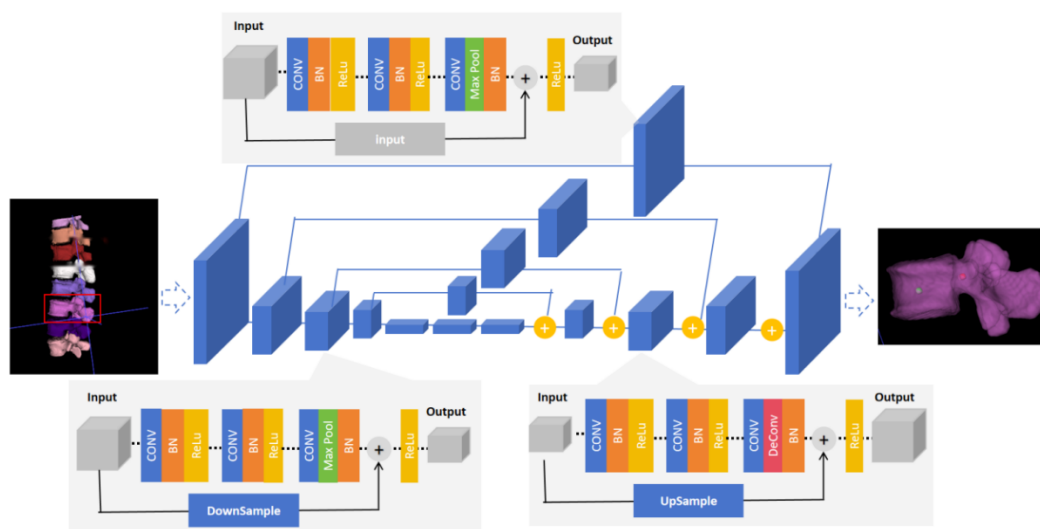 Input
Output
CONV
BN
ReLu
CONV
BN
ReLu
CONV
Max Pool
BN
+
ReLu
input
+
+
+
+
Input
Output
CONV
BN
ReLu
CONV
BN
ReLu
CONV
Max Pool
BN
+
ReLu
DownSample
Input
Output
CONV
BN
ReLu
CONV
BN
ReLu
CONV
DeConv
BN
+
ReLu
UpSample